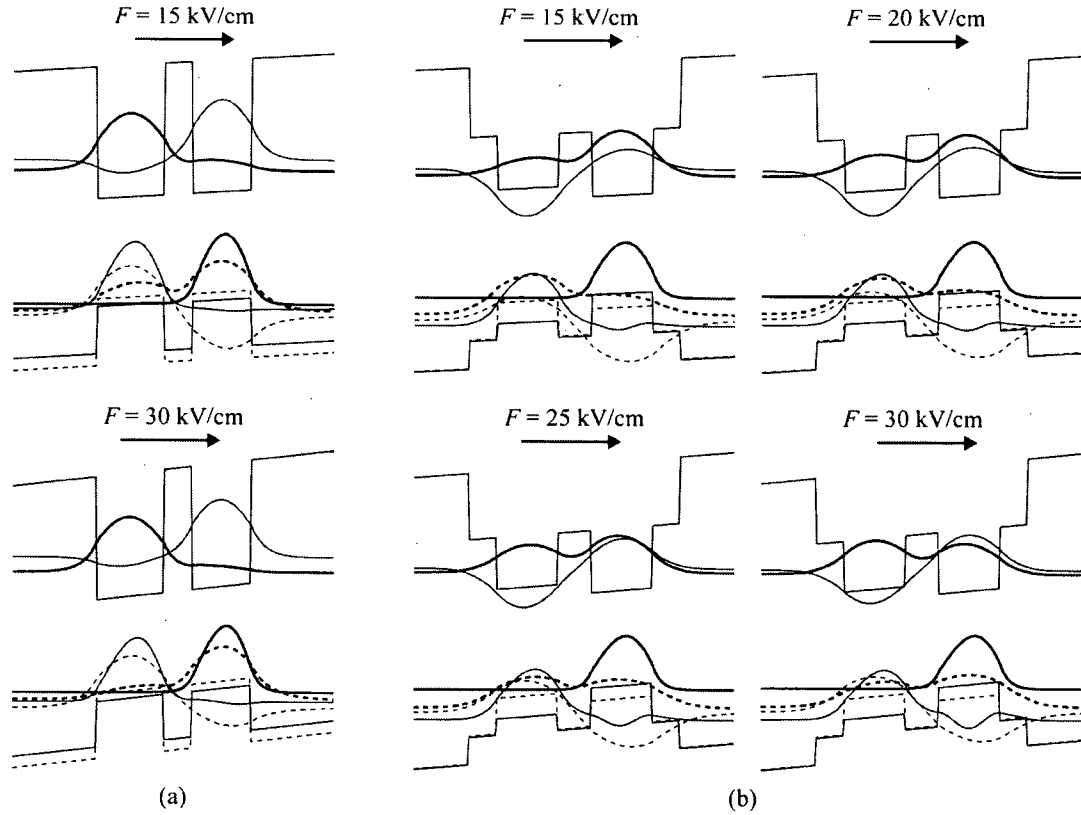 F = 15 kV/cm
F = 15 kV/cm
F = 20 kV/cm
F = 30 kV/cm
F = 25 kV/cm
F = 30 kV/cm
(a)
(b)